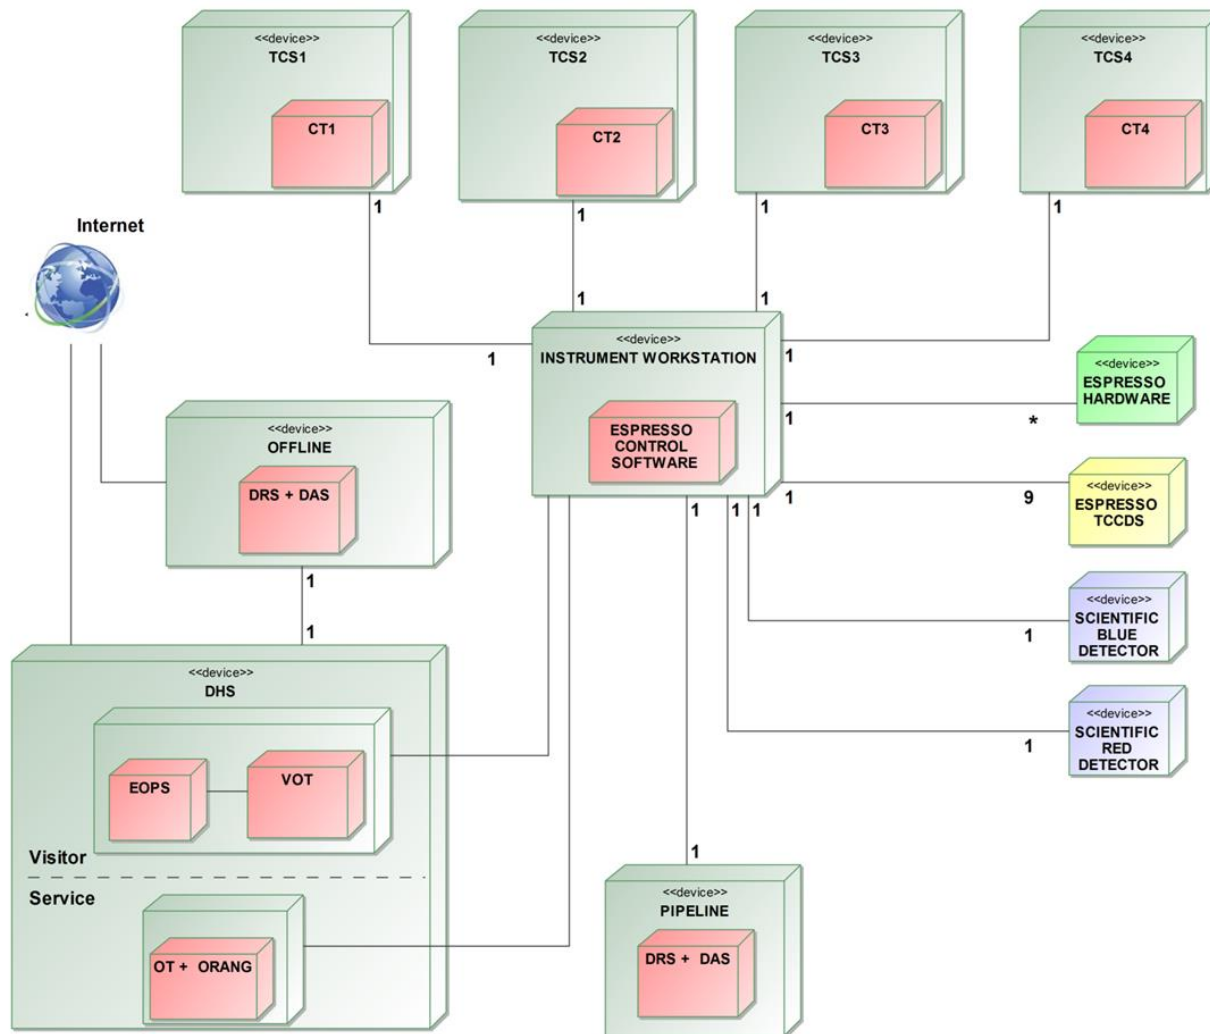 <<device>>
TCS1
CT1
<<device>>
TCS2
CT2
<<device>>
TCS3
CT3
<<device>>
TCS4
CT4
1
1
1
1
Internet
1
1
1
1
<<device>>
INSTRUMENT WORKSTATION
ESPRESSO
CONTROL
SOFTWARE
<<device>>
ESPRESSO
HARDWARE
1
*
<<device>>
OFFLINE
DRS + DAS
<<device>>
ESPRESSO
TCCDS
1
9
1
1
1
<<device>>
SCIENTIFIC
BLUE
DETECTOR
1
1
1
<<device>>
DHS
EOPS
VOT
Visitor
Service
OT + ORANG
<<device>>
SCIENTIFIC
RED
DETECTOR
1
1
<<device>>
PIPELINE
DRS + DAS